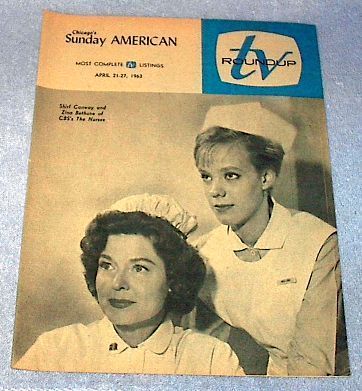 Chicago's
Sunday AMERICAN
MOST COMPLETE tv LISTINGS
APRIL 21-27, 1963
tv
ROUNDUP
Shirl Conway and
Zina Bethune of
CBS's The Nurses